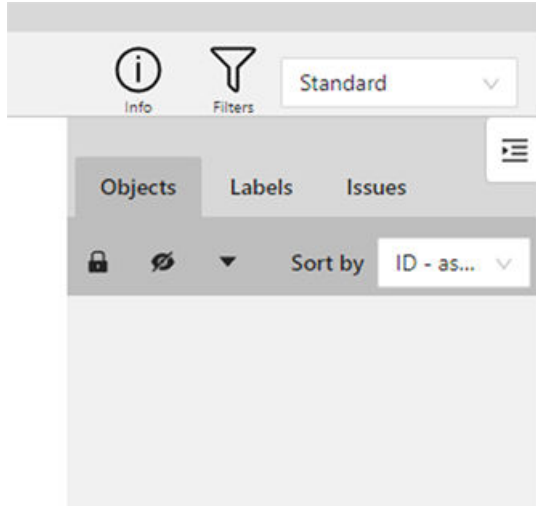 Info
Filters
Standard
Objects
Labels
Issues
Sort by
ID - as...